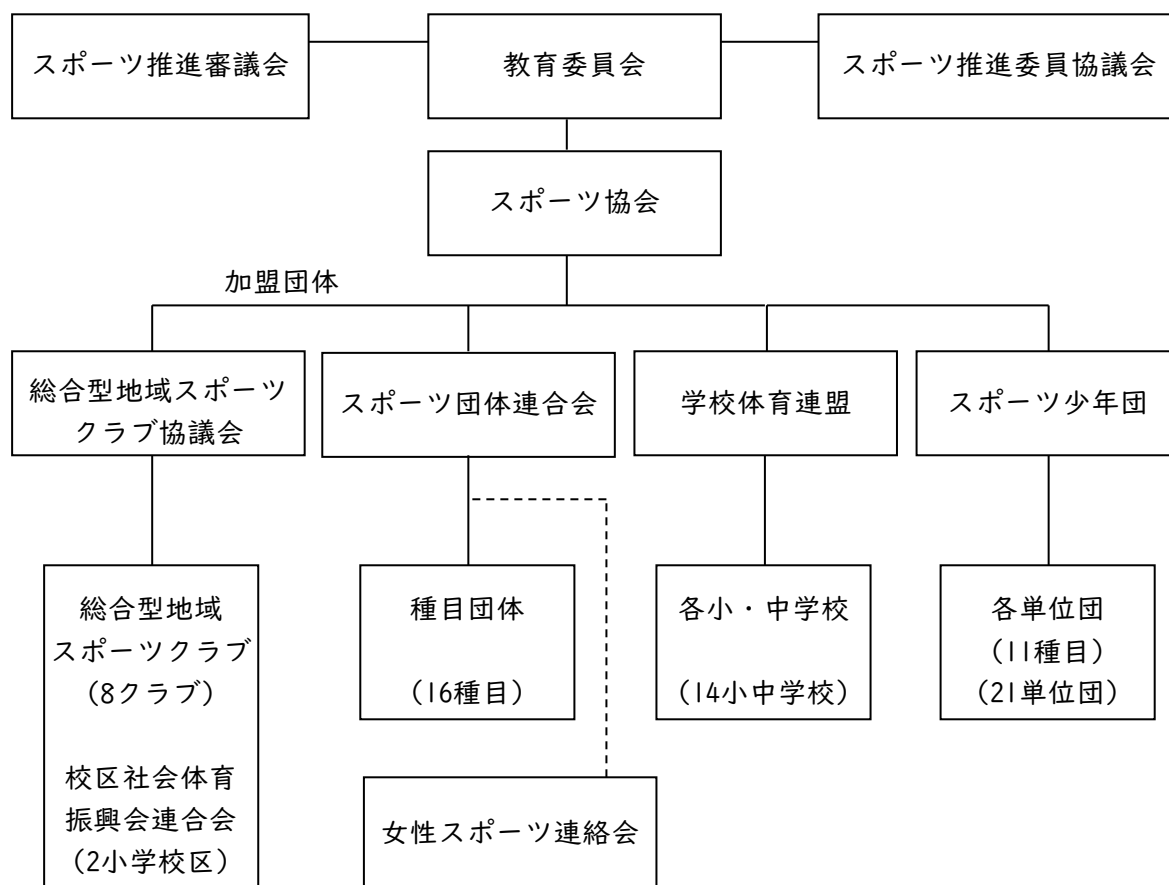 スポーツ推進審議会
教育委員会
スポーツ推進委員協議会
スポーツ協会
加盟団体
総合型地域スポーツ
クラブ協議会
スポーツ団体連合会
学校体育連盟
スポーツ少年団
総合型地域
スポーツクラブ
(8クラブ)
校区社会体育
振興会連合会
(2小学校区)
種目団体
(16種目)
各小・中学校
(14小中学校)
各単位団
(11種目)
(21単位団)
女性スポーツ連絡会